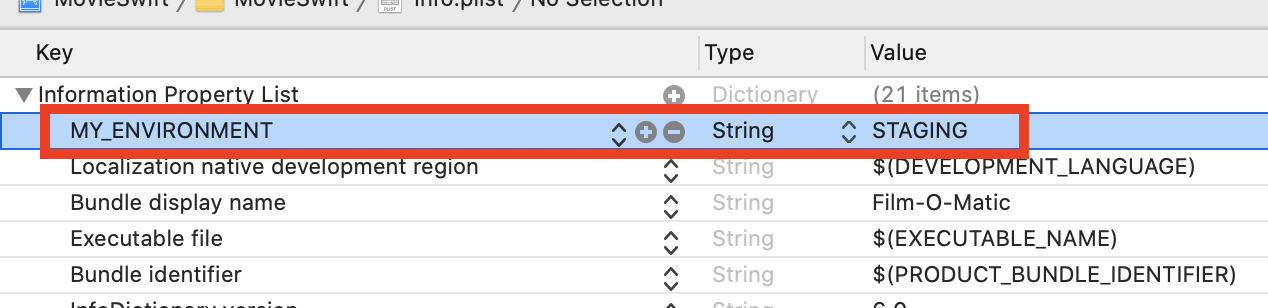 MovieSwift MovieSwift Info.plist No Selection
Key Type Value
Information Property List Dictionary (21 items)
MY_ENVIRONMENT String STAGING
Localization native development region String $(DEVELOPMENT_LANGUAGE)
Bundle display name String Film-O-Matic
Executable file String $(EXECUTABLE_NAME)
Bundle identifier String $(PRODUCT_BUNDLE_IDENTIFIER)
InfoDictionary version String 6.0